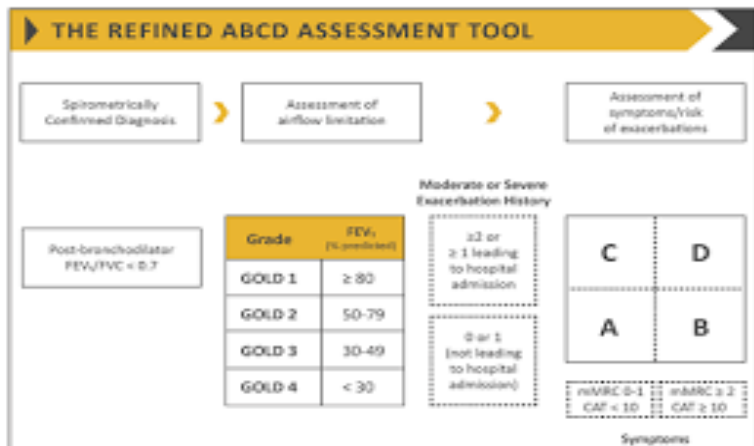 THE REFINED ABCD ASSESSMENT TOOL
Spirometrically
Confirmed Diagnosis
Assessment of
airflow limitation
Assessment of
symptoms/risk
of exacerbations
Post-bronchodilator
FEV₁/FVC < 0.7
Grade FEV₁
(% predicted)
GOLD 1 ≥ 80
GOLD 2 50-79
GOLD 3 30-49
GOLD 4 < 30
Moderate or Severe
Exacerbation History
≥2 or
≥ 1 leading
to hospital
admission
0 or 1
(not leading
to hospital
admission)
C D
A B
mMRC 0-1
CAT < 10
mMRC ≥ 2
CAT ≥ 10
Symptoms